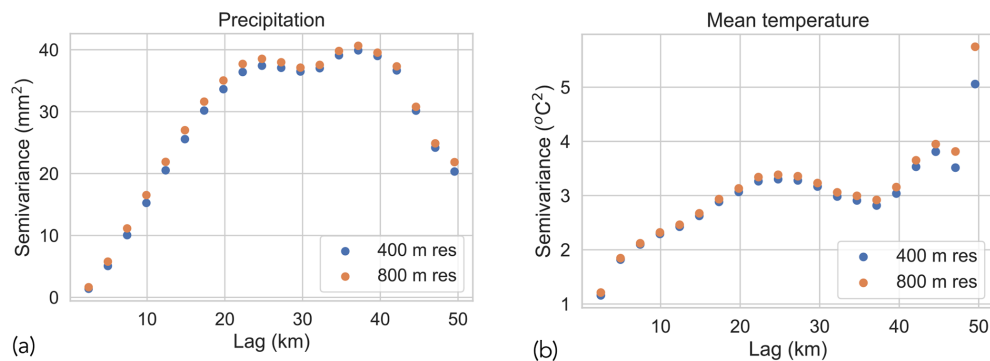 Precipitation
Semivariance (mm²)
40
30
20
10
0
10 20 30 40 50
Lag (km)
400 m res
800 m res
(a)
Mean temperature
Semivariance (°C²)
5
4
3
2
1
10 20 30 40 50
Lag (km)
400 m res
800 m res
(b)